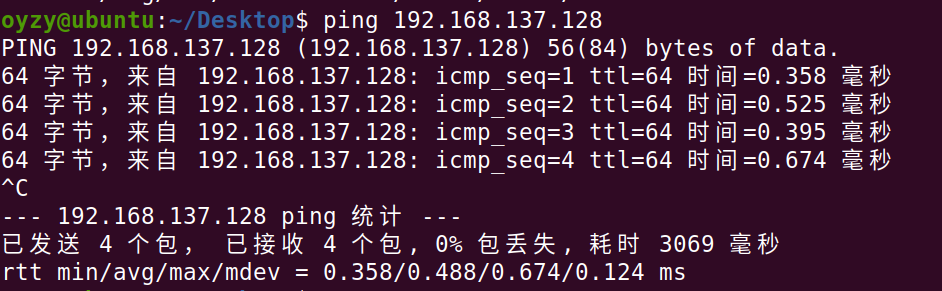 oyzy@ubuntu:~/Desktop$ ping 192.168.137.128
PING 192.168.137.128 (192.168.137.128) 56(84) bytes of data.
64 字节，来自 192.168.137.128: icmp_seq=1 ttl=64 时间=0.358 毫秒
64 字节，来自 192.168.137.128: icmp_seq=2 ttl=64 时间=0.525 毫秒
64 字节，来自 192.168.137.128: icmp_seq=3 ttl=64 时间=0.395 毫秒
64 字节，来自 192.168.137.128: icmp_seq=4 ttl=64 时间=0.674 毫秒
^C
--- 192.168.137.128 ping 统计 ---
已发送 4 个包， 已接收 4 个包, 0% 包丢失, 耗时 3069 毫秒
rtt min/avg/max/mdev = 0.358/0.488/0.674/0.124 ms